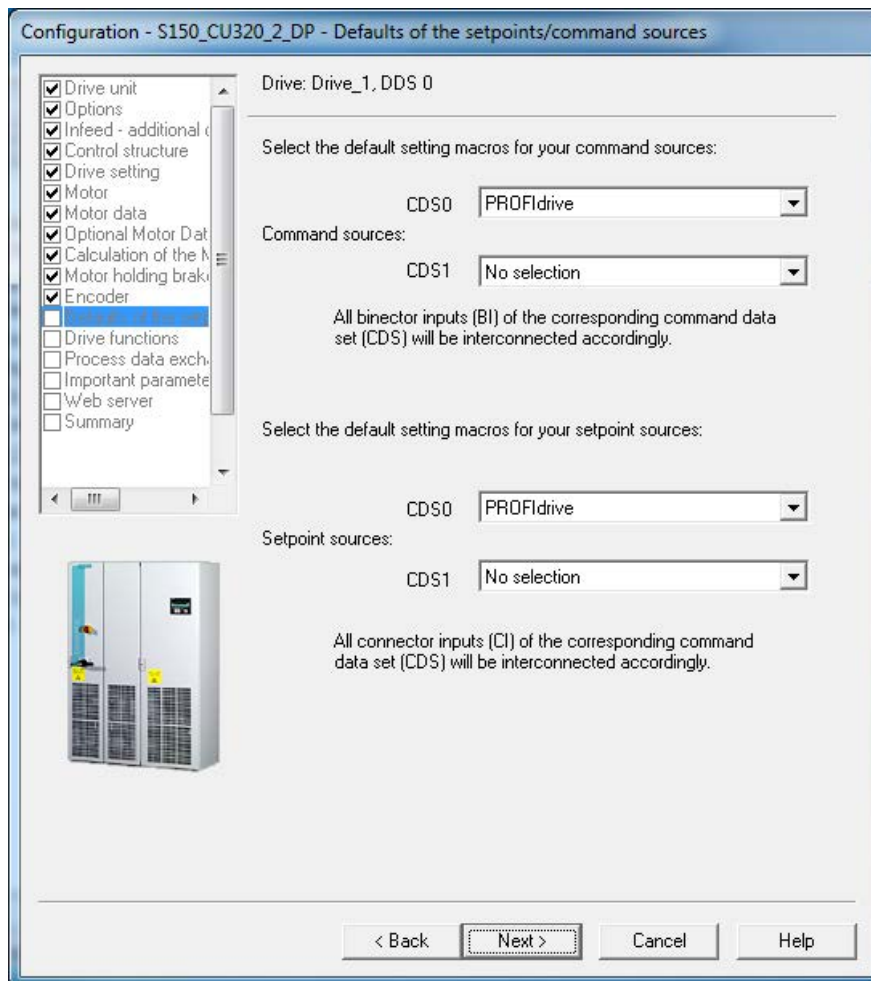 Configuration - S150_CU320_2_DP - Defaults of the setpoints/command sources
Drive unit
Options
Infeed - additional
Control structure
Drive setting
Motor
Motor data
Optional Motor Dat
Calculation of the
Motor holding brak
Encoder
Drive functions
Process data exch
Important paramete
Web server
Summary
Drive: Drive_1, DDS 0
Select the default setting macros for your command sources:
CDS0 PROFIdrive
Command sources:
CDS1 No selection
All binector inputs (BI) of the corresponding command data
set (CDS) will be interconnected accordingly.
Select the default setting macros for your setpoint sources:
CDS0 PROFIdrive
Setpoint sources:
CDS1 No selection
All connector inputs (CI) of the corresponding command
data set (CDS) will be interconnected accordingly.
< Back Next > Cancel Help